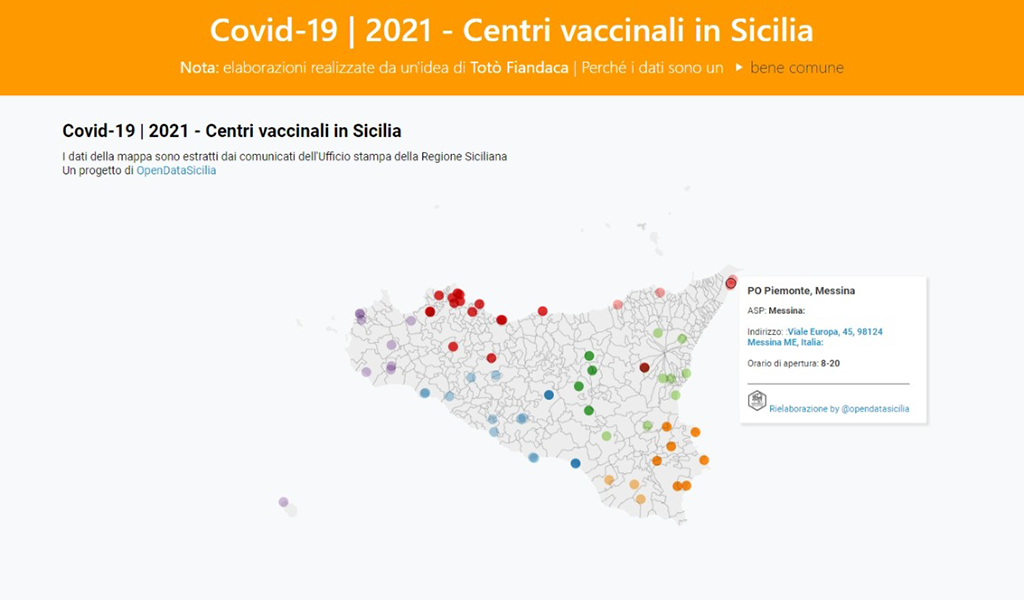 Covid-19 | 2021 - Centri vaccinali in Sicilia
Nota: elaborazioni realizzate da un'idea di Totò Fiandaca | Perché i dati sono un ▶ bene comune
Covid-19 | 2021 - Centri vaccinali in Sicilia
I dati della mappa sono estratti dai comunicati dell'Ufficio stampa della Regione Siciliana
Un progetto di OpenDataSicilia
PO Piemonte, Messina
ASP: Messina:
Indirizzo: :Viale Europa, 45, 98124
Messina ME, Italia:
Orario di apertura: 8-20
Rielaborazione by @opendatasicilia